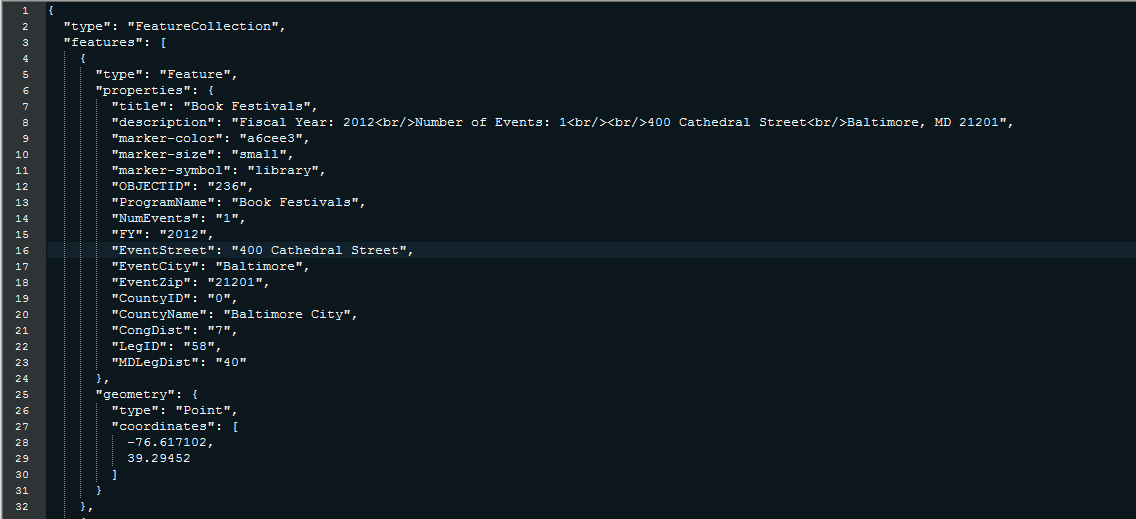 1 {
2 "type": "FeatureCollection",
3 "features": [
4 {
5 "type": "Feature",
6 "properties": {
7 "title": "Book Festivals",
8 "description": "Fiscal Year: 2012<br/>Number of Events: 1<br/><br/>400 Cathedral Street<br/>Baltimore, MD 21201",
9 "marker-color": "a6cee3",
10 "marker-size": "small",
11 "marker-symbol": "library",
12 "OBJECTID": "236",
13 "ProgramName": "Book Festivals",
14 "NumEvents": "1",
15 "FY": "2012",
16 "EventStreet": "400 Cathedral Street",
17 "EventCity": "Baltimore",
18 "EventZip": "21201",
19 "CountyID": "0",
20 "CountyName": "Baltimore City",
21 "CongDist": "7",
22 "LegID": "58",
23 "MDLegDist": "40"
24 },
25 "geometry": {
26 "type": "Point",
27 "coordinates": [
28 -76.617102,
29 39.29452
30 ]
31 }
32 },